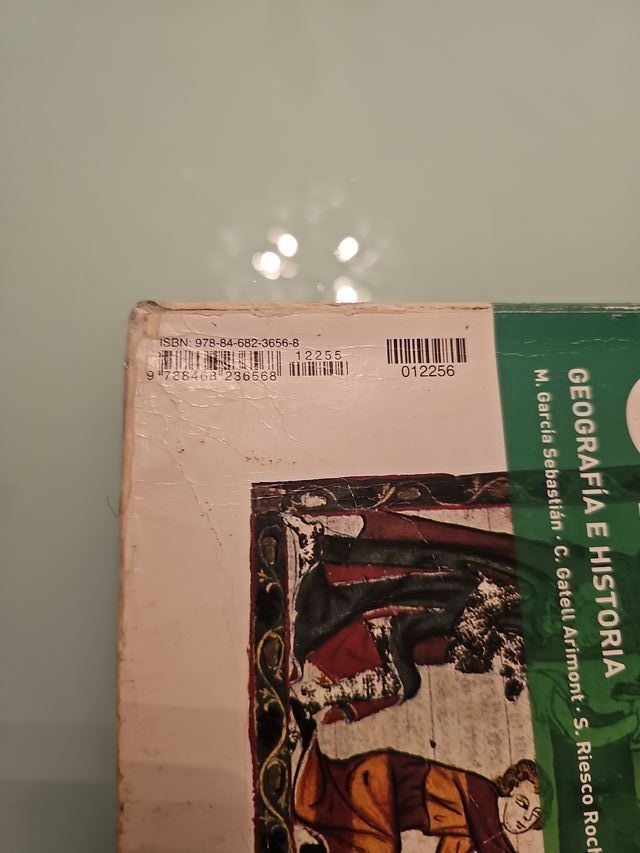 ISBN: 978-84-682-3656-8
12255
9 788468 236568
012256
GEOGRAFÍA E HISTORIA
M. García Sebastián · C. Gatell Arimont · S. Riesco Roch